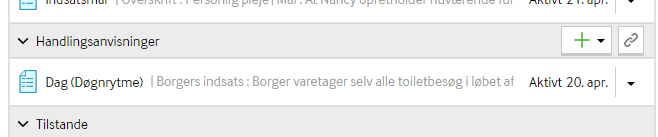 Indsatsmål | Overskrift : Personlig pleje | Mål: At Nancy opretholder nuværende fun Aktivt 21. apr.
Handlingsanvisninger
Dag (Døgnrytme) | Borgers indsats : Borger varetager selv alle toiletbesøg i løbet af Aktivt 20. apr.
Tilstande